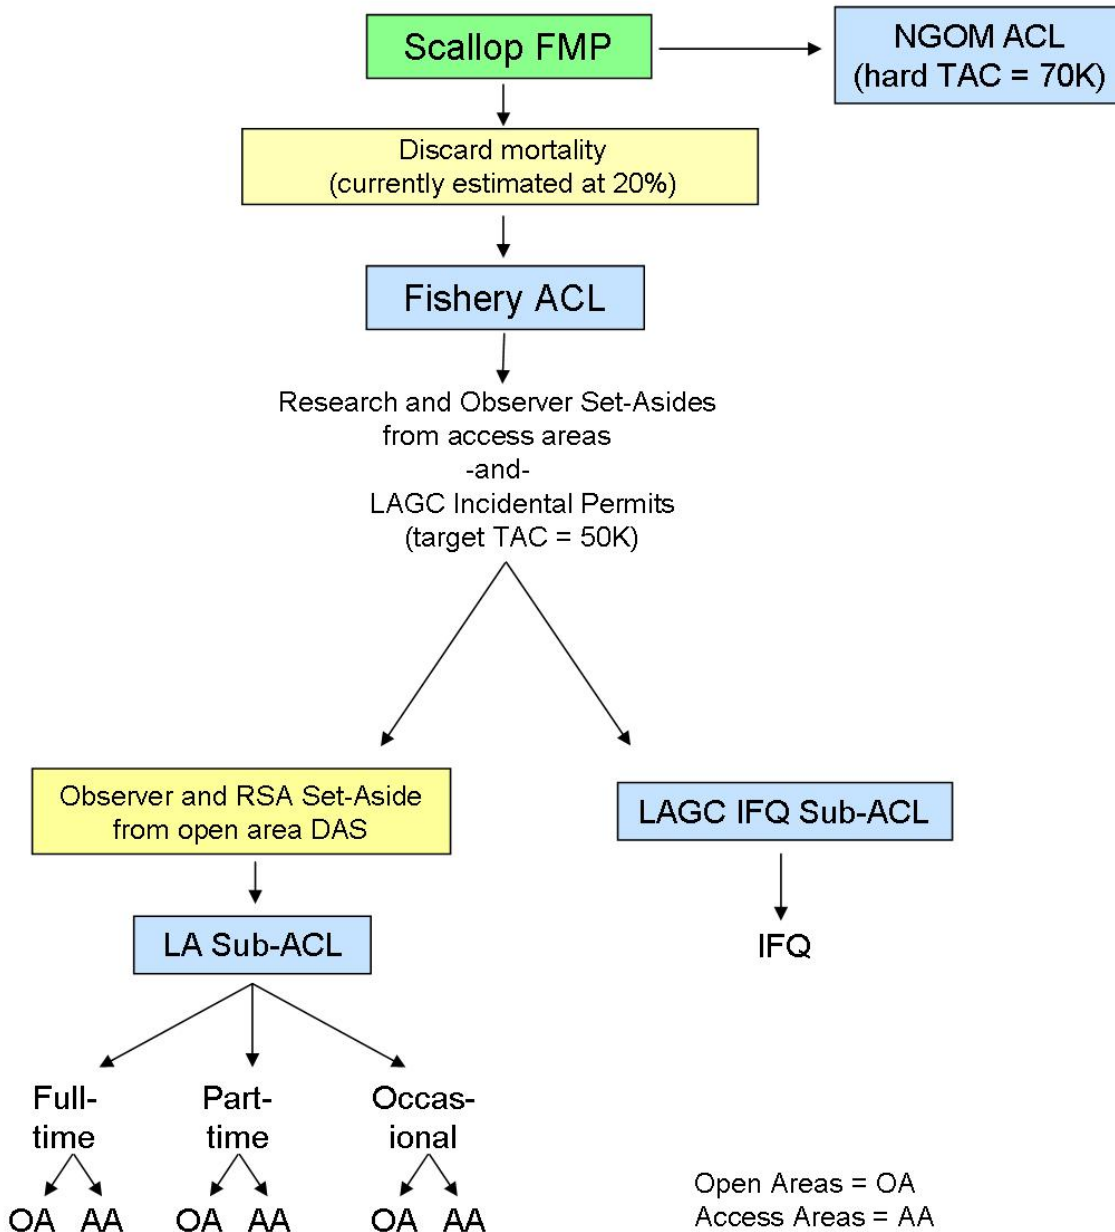 Scallop FMP
NGOM ACL
(hard TAC = 70K)
Discard mortality
(currently estimated at 20%)
Fishery ACL
Research and Observer Set-Asides
from access areas
-and-
LAGC Incidental Permits
(target TAC = 50K)
Observer and RSA Set-Aside
from open area DAS
LAGC IFQ Sub-ACL
LA Sub-ACL
IFQ
Full-
time
Part-
time
Occas-
ional
OA AA OA AA OA AA
Open Areas = OA
Access Areas = AA